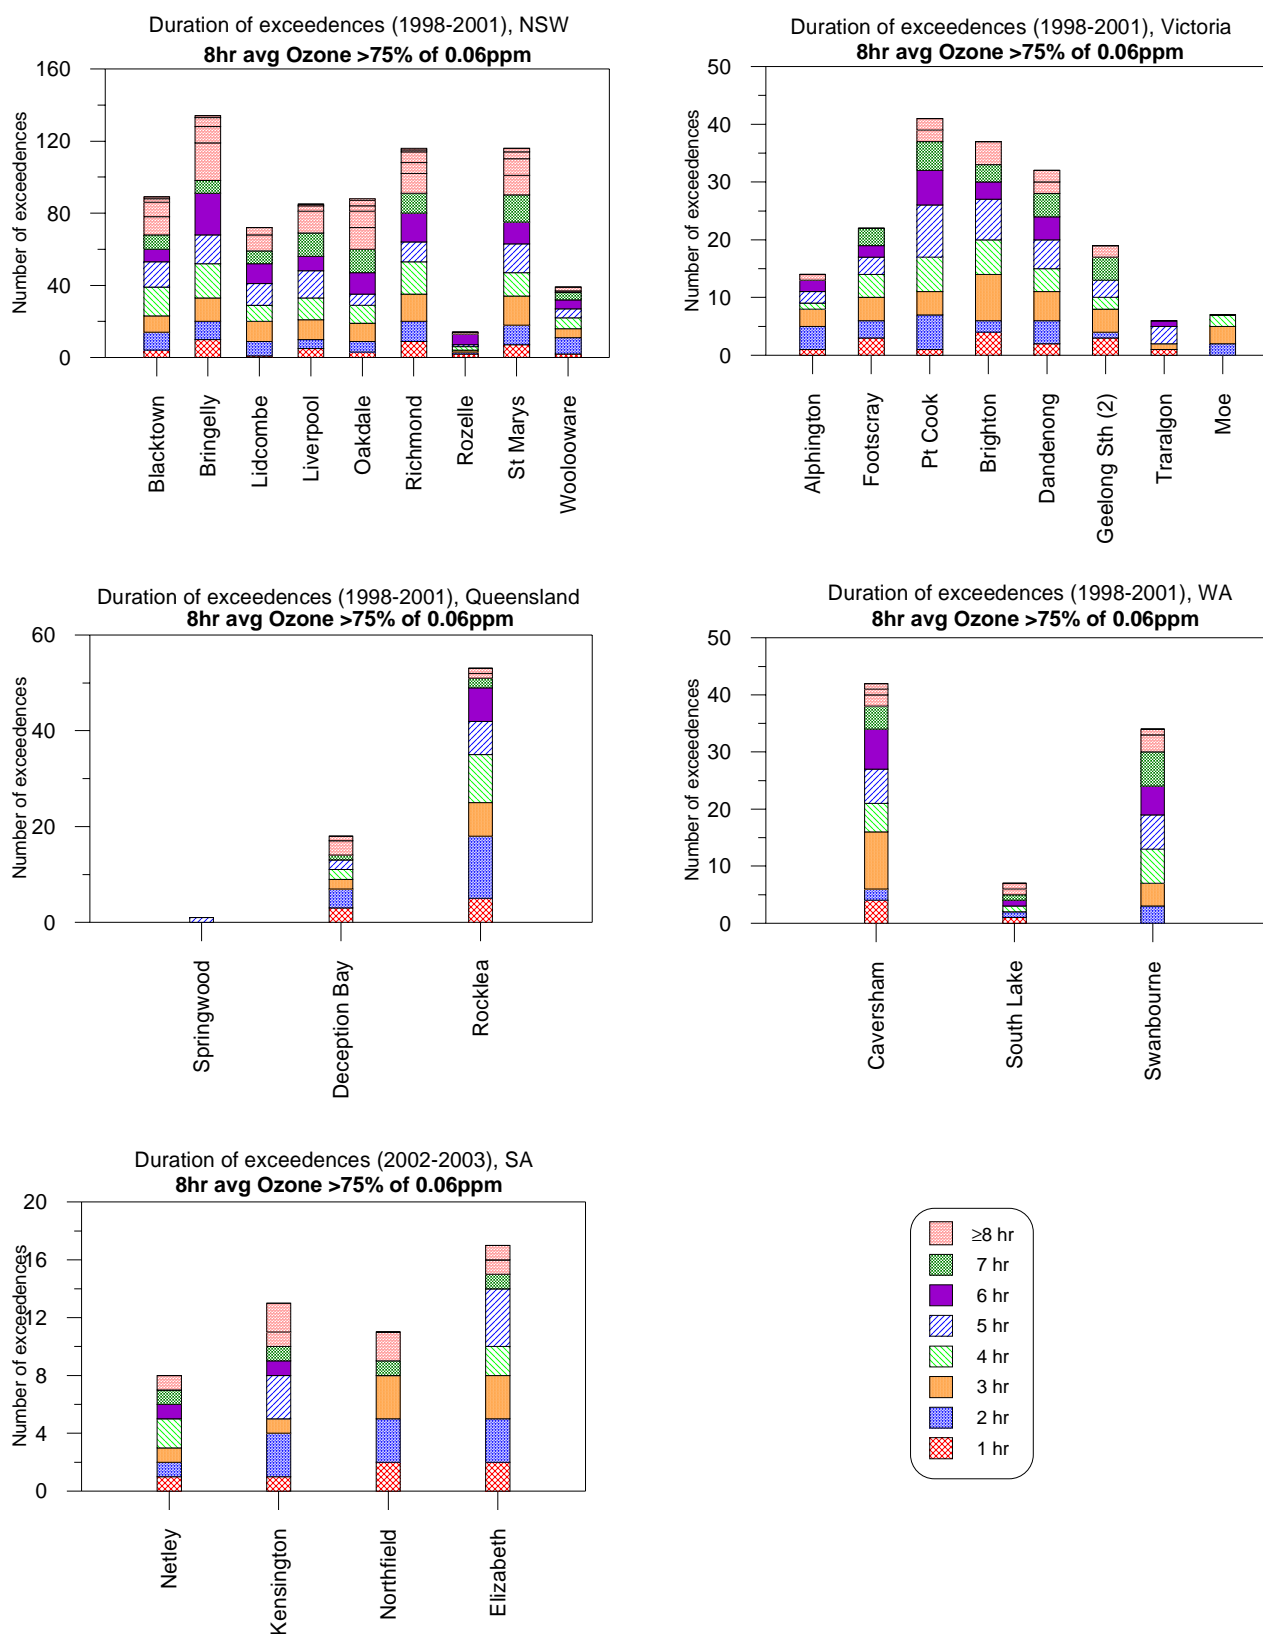 Duration of exceedences (1998-2001), NSW
8hr avg Ozone >75% of 0.06ppm
160
120
80
40
0
Number of exceedences
Blacktown
Bringelly
Lidcombe
Liverpool
Oakdale
Richmond
Rozelle
St Marys
Woolooware
Duration of exceedences (1998-2001), Victoria
8hr avg Ozone >75% of 0.06ppm
50
40
30
20
10
0
Number of exceedences
Alphington
Footscray
Pt Cook
Brighton
Dandenong
Geelong Sth (2)
Traralgon
Moe
Duration of exceedences (1998-2001), Queensland
8hr avg Ozone >75% of 0.06ppm
60
40
20
0
Number of exceedences
Springwood
Deception Bay
Rocklea
Duration of exceedences (1998-2001), WA
8hr avg Ozone >75% of 0.06ppm
50
40
30
20
10
0
Number of exceedences
Caversham
South Lake
Swanbourne
Duration of exceedences (2002-2003), SA
8hr avg Ozone >75% of 0.06ppm
20
16
12
8
4
0
Number of exceedences
Netley
Kensington
Northfield
Elizabeth
≥8 hr
7 hr
6 hr
5 hr
4 hr
3 hr
2 hr
1 hr